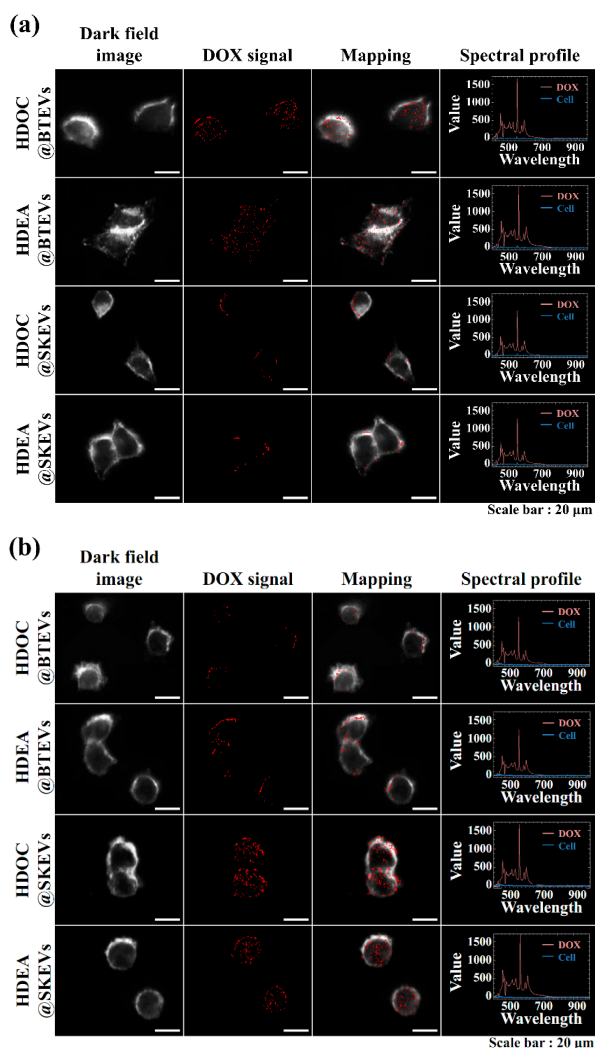 (a)
Dark field
image
DOX signal
Mapping
Spectral profile
HDOC
@BTEVs
Value
1500
1000
500
0
DOX
Cell
500 700 900
Wavelength
HDEA
@BTEVs
Value
1500
1000
500
0
DOX
Cell
500 700 900
Wavelength
HDOC
@SKEVs
Value
1500
1000
500
0
DOX
Cell
500 700 900
Wavelength
HDEA
@SKEVs
Value
1500
1000
500
0
DOX
Cell
500 700 900
Wavelength
Scale bar : 20 μm
(b)
Dark field
image
DOX signal
Mapping
Spectral profile
HDOC
@BTEVs
Value
1500
1000
500
0
DOX
Cell
500 700 900
Wavelength
HDEA
@BTEVs
Value
1500
1000
500
0
DOX
Cell
500 700 900
Wavelength
HDOC
@SKEVs
Value
1500
1000
500
0
DOX
Cell
500 700 900
Wavelength
HDEA
@SKEVs
Value
1500
1000
500
0
DOX
Cell
500 700 900
Wavelength
Scale bar : 20 μm